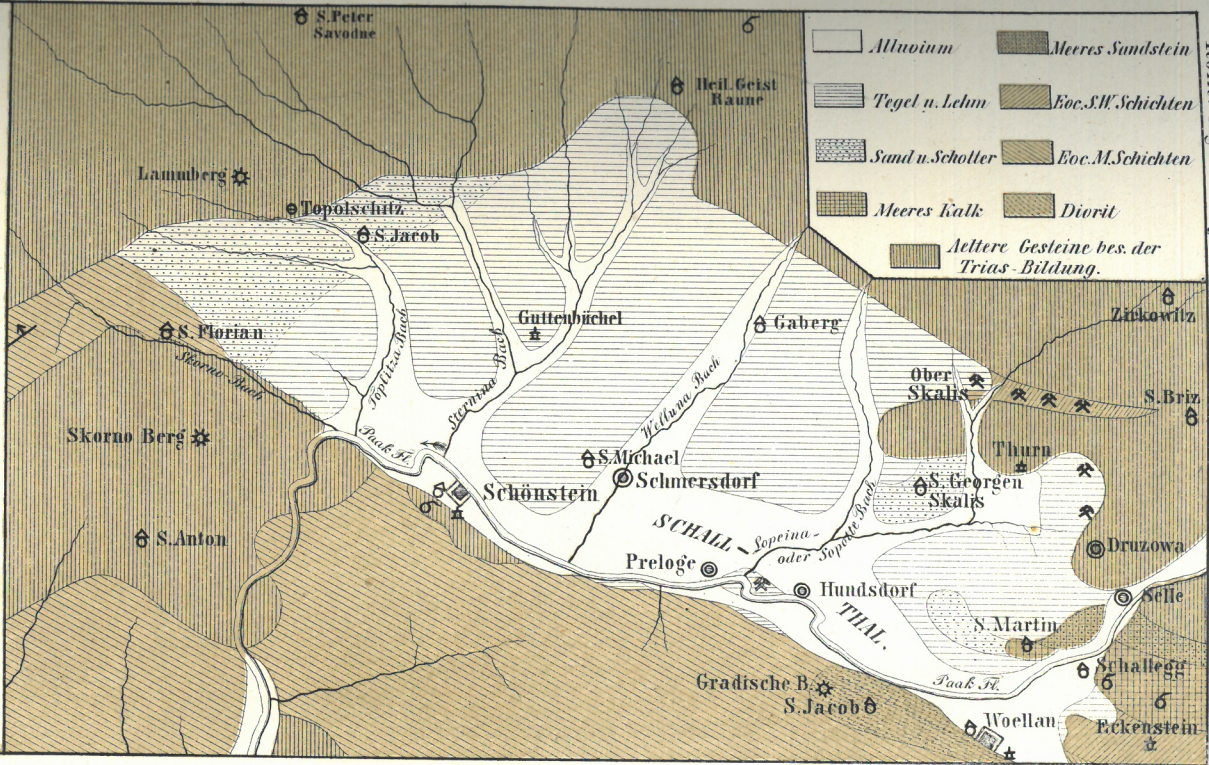 S. Peter
Savodne
Heil. Geist
Raune
Alluvium
Meeres Sandstein
Tegel u. Lehm
Eoc. S.W. Schichten
Sand u. Schotter
Eoc. M. Schichten
Meeres Kalk
Diorit
Aeltere Gesteine bes. der
Trias-Bildung.
Lammberg
Topolschitz
S. Jacob
S. Florian
Skorno Bach
Töplitza Bach
Sternina Bach
Guttenbüchel
Gaberg
Zirkowitz
Ober
Skalis
S. Briz
Welluna Bach
Skorno Berg
Paak Fl.
S. Michael
Schmersdorf
Thurn
S. Georgen
Skalis
Schönstein
SCHALL-
Sopeina-
oder Sopotte Bach
S. Anton
Druzowa
Preloge
Hundsdorf
Selle
THAL.
S. Martin
Schallegg
Paak Fl.
Gradische B.
S. Jacob
Woellan
Eckenstein